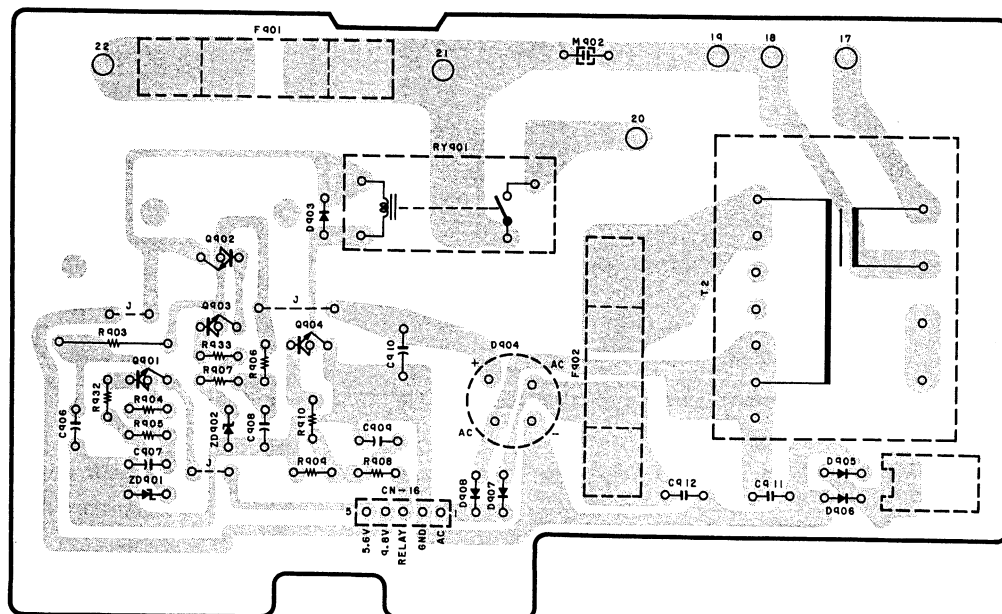 F901
22
21
M902
19
18
17
20
RY901
D903
Q902
T2
J
J
Q903
Q904
R903
R933
R906
C910
D904
+
AC
F902
Q901
R907
R932
R904
C906
R905
ZD902
C908
R910
AC
-
C909
C907
J
R909
R908
D908
D907
D905
ZD901
CN-16
C912
C911
D906
5
1
5.6V
9.8V
RELAY
GND
AC